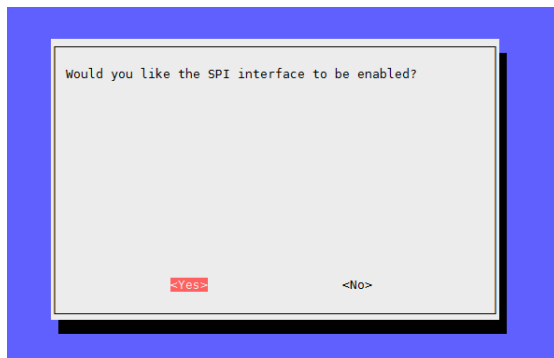 Would you like the SPI interface to be enabled?
<Yes> <No>